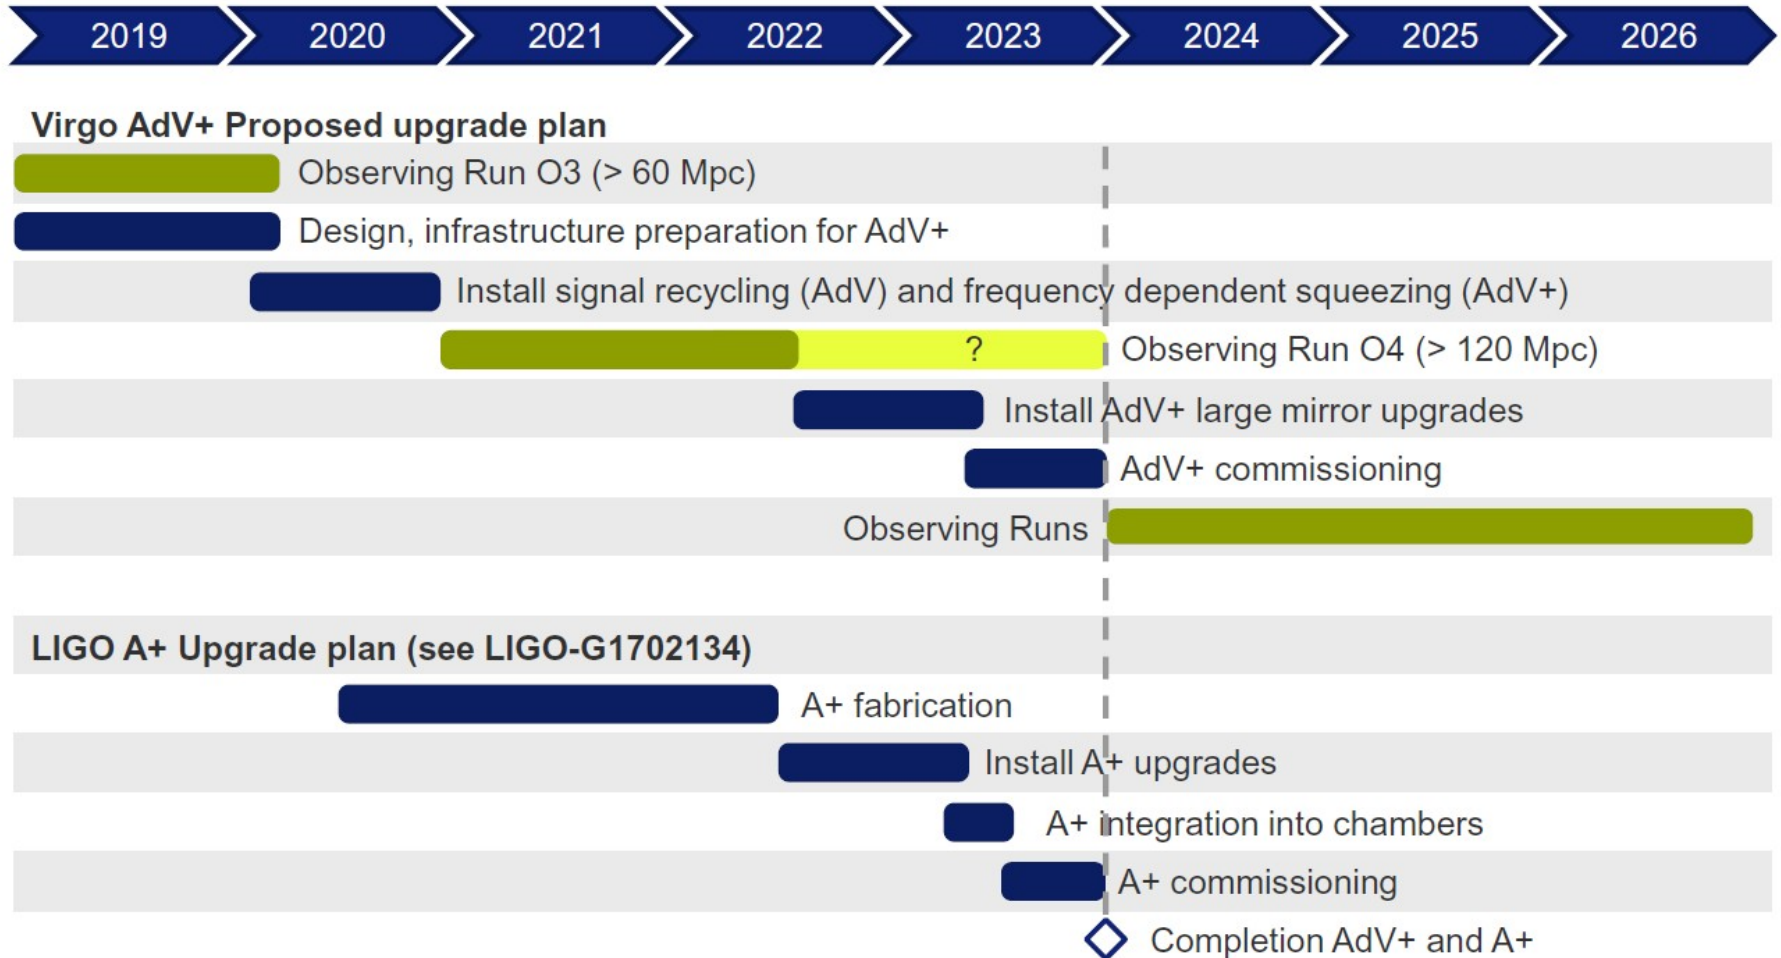 2019 2020 2021 2022 2023 2024 2025 2026
Virgo AdV+ Proposed upgrade plan
Observing Run O3 (> 60 Mpc)
Design, infrastructure preparation for AdV+
Install signal recycling (AdV) and frequency dependent squeezing (AdV+)
? Observing Run O4 (> 120 Mpc)
Install AdV+ large mirror upgrades
AdV+ commissioning
Observing Runs
LIGO A+ Upgrade plan (see LIGO-G1702134)
A+ fabrication
Install A+ upgrades
A+ integration into chambers
A+ commissioning
Completion AdV+ and A+